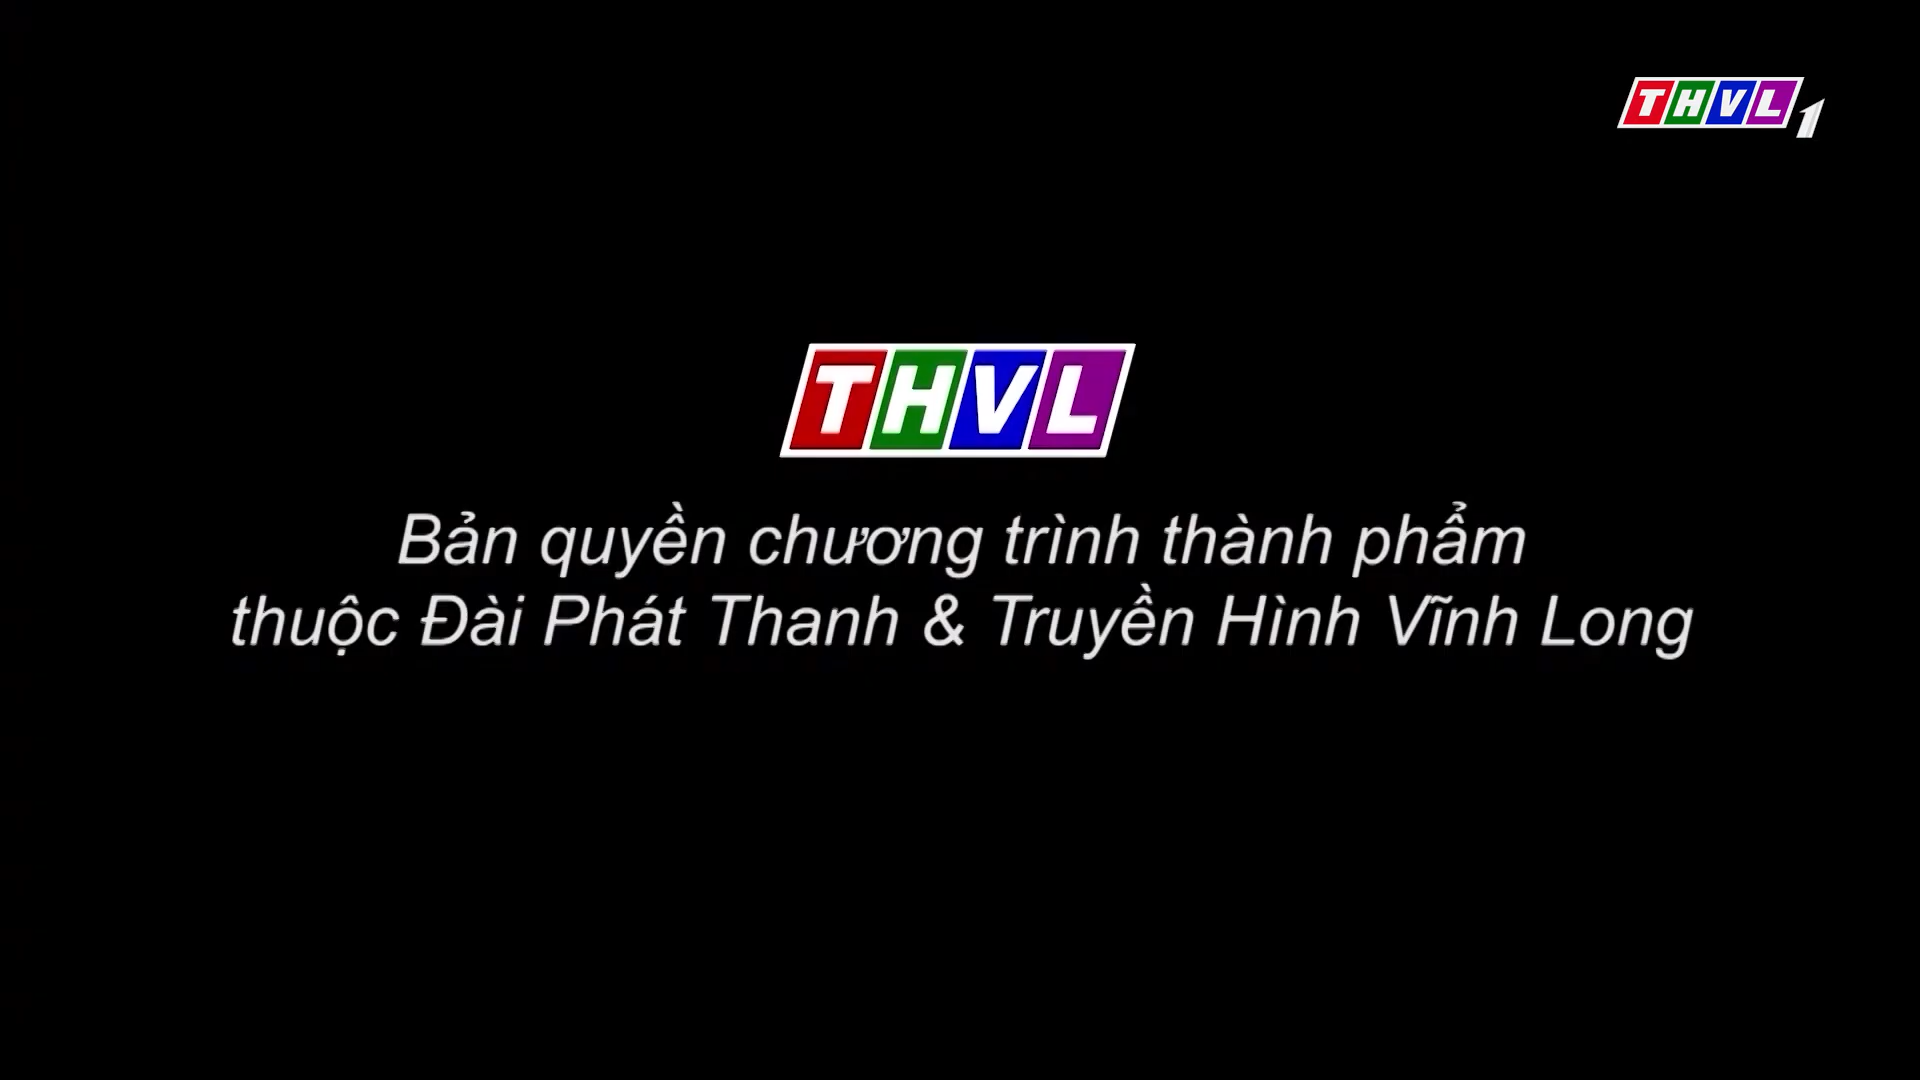 THVL1
THVL
Bản quyền chương trình thành phẩm
thuộc Đài Phát Thanh & Truyền Hình Vĩnh Long